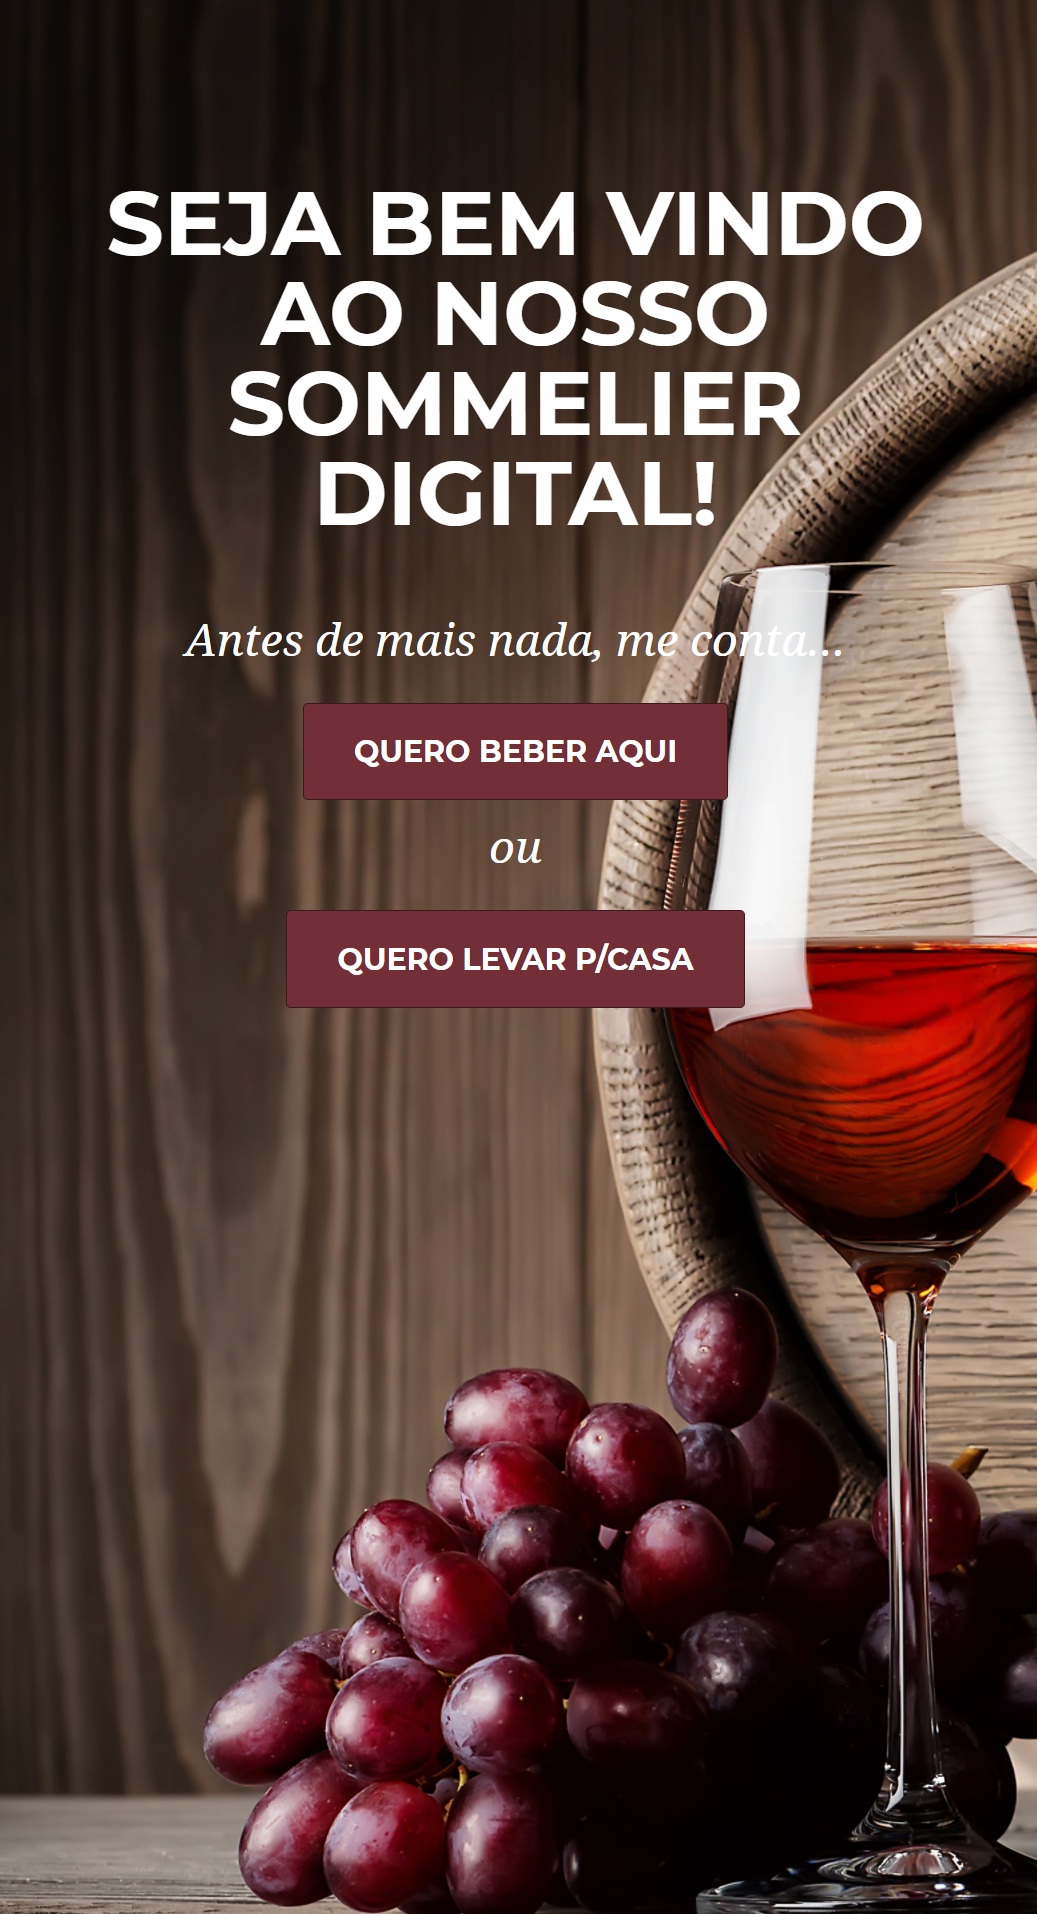 SEJA BEM VINDO
AO NOSSO
SOMMELIER
DIGITAL!
Antes de mais nada, me conta...
QUERO BEBER AQUI
ou
QUERO LEVAR P/CASA